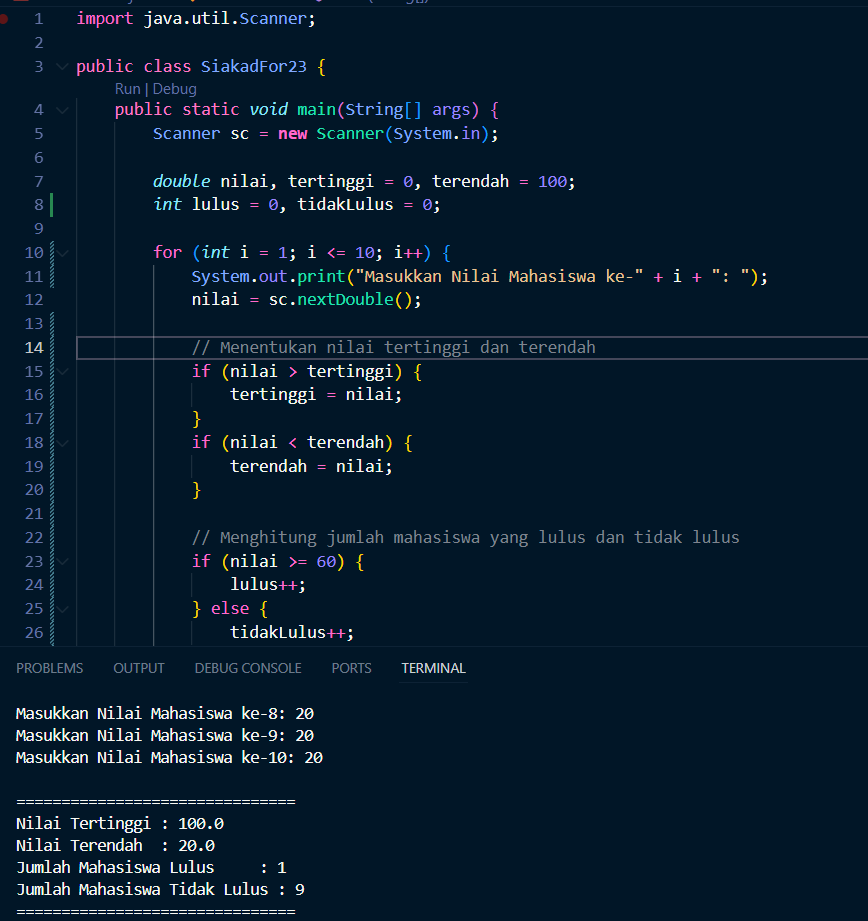 1 import java.util.Scanner;
2
3 public class SiakadFor23 {
Run | Debug
4 public static void main(String[] args) {
5 Scanner sc = new Scanner(System.in);
6
7 double nilai, tertinggi = 0, terendah = 100;
8 int lulus = 0, tidakLulus = 0;
9
10 for (int i = 1; i <= 10; i++) {
11 System.out.print("Masukkan Nilai Mahasiswa ke-" + i + ": ");
12 nilai = sc.nextDouble();
13
14 // Menentukan nilai tertinggi dan terendah
15 if (nilai > tertinggi) {
16 tertinggi = nilai;
17 }
18 if (nilai < terendah) {
19 terendah = nilai;
20 }
21
22 // Menghitung jumlah mahasiswa yang lulus dan tidak lulus
23 if (nilai >= 60) {
24 lulus++;
25 } else {
26 tidakLulus++;
PROBLEMS OUTPUT DEBUG CONSOLE PORTS TERMINAL
Masukkan Nilai Mahasiswa ke-8: 20
Masukkan Nilai Mahasiswa ke-9: 20
Masukkan Nilai Mahasiswa ke-10: 20
===============================
Nilai Tertinggi : 100.0
Nilai Terendah : 20.0
Jumlah Mahasiswa Lulus : 1
Jumlah Mahasiswa Tidak Lulus : 9
===============================